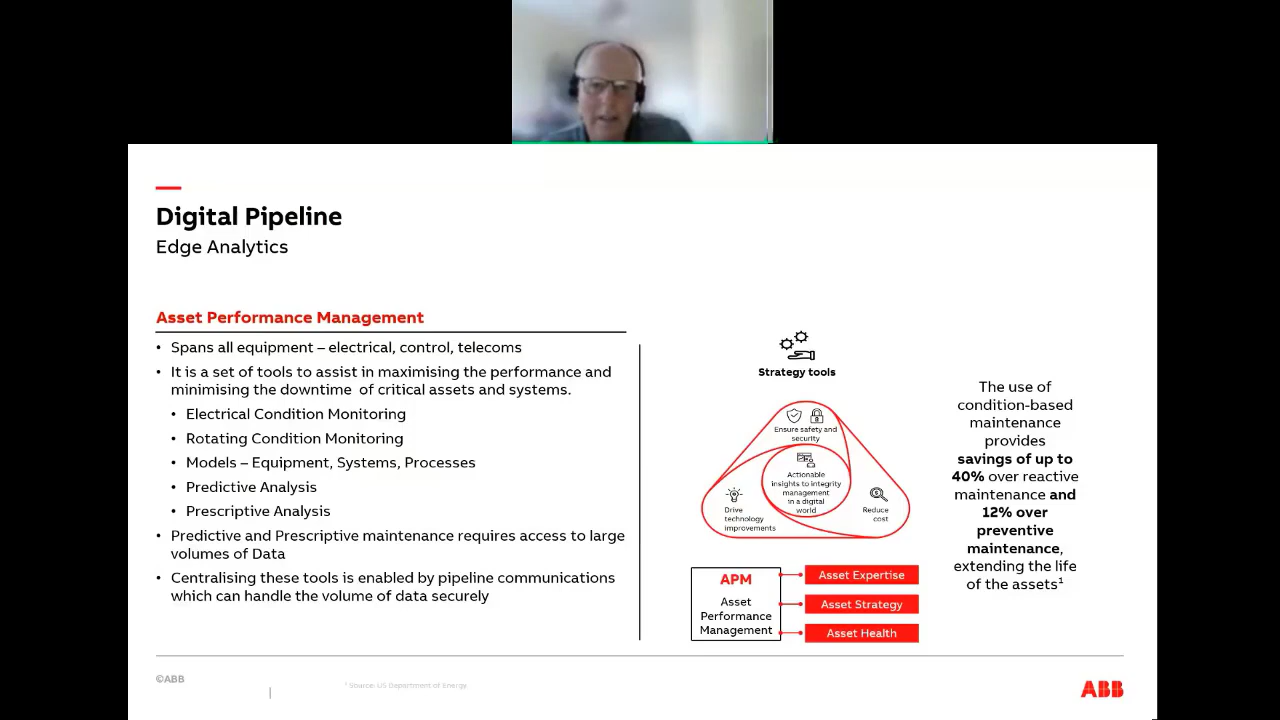 Digital Pipeline
Edge Analytics
Asset Performance Management
• Spans all equipment – electrical, control, telecoms
• It is a set of tools to assist in maximising the performance and
minimising the downtime of critical assets and systems.
• Electrical Condition Monitoring
• Rotating Condition Monitoring
• Models – Equipment, Systems, Processes
• Predictive Analysis
• Prescriptive Analysis
• Predictive and Prescriptive maintenance requires access to large
volumes of Data
• Centralising these tools is enabled by pipeline communications
which can handle the volume of data securely
Strategy tools
Ensure safety and
security
Actionable
insights to integrity
management
in a digital
world
Drive
technology
improvements
Reduce
cost
APM
Asset
Performance
Management
Asset Expertise
Asset Strategy
Asset Health
The use of
condition-based
maintenance
provides
savings of up to
40% over reactive
maintenance and
12% over
preventive
maintenance,
extending the life
of the assets¹
©ABB
¹ Source: US Department of Energy
ABB